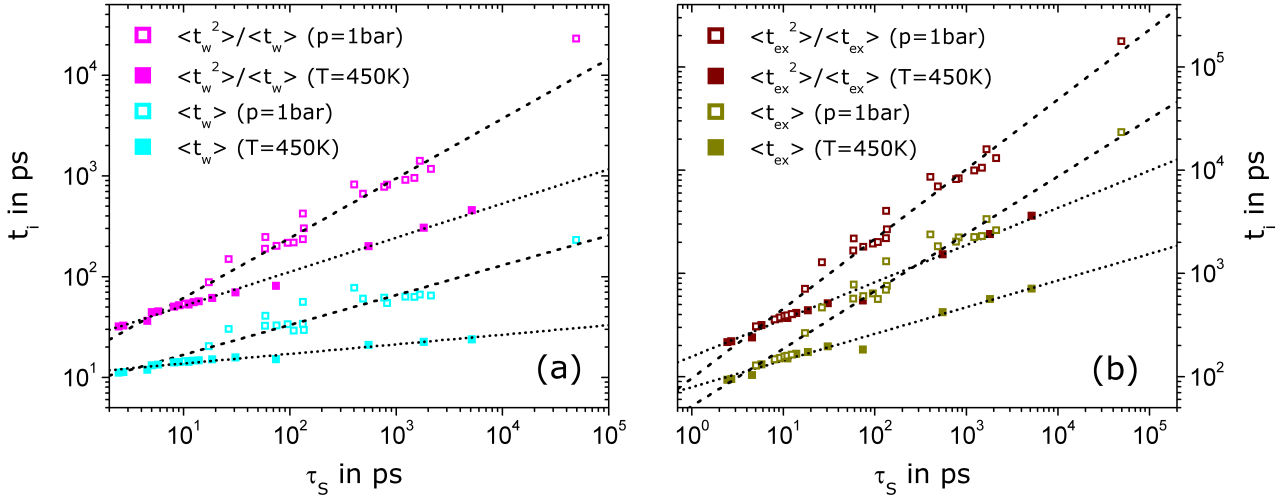 <t_w^2>/<t_w> (p=1bar)
<t_w^2>/<t_w> (T=450K)
<t_w> (p=1bar)
<t_w> (T=450K)
10^4
10^3
10^2
10^1
t_i in ps
(a)
10^1 10^2 10^3 10^4 10^5
τ_S in ps
<t_ex^2>/<t_ex> (p=1bar)
<t_ex^2>/<t_ex> (T=450K)
<t_ex> (p=1bar)
<t_ex> (T=450K)
10^5
10^4
10^3
10^2
t_i in ps
(b)
10^0 10^1 10^2 10^3 10^4 10^5
τ_S in ps